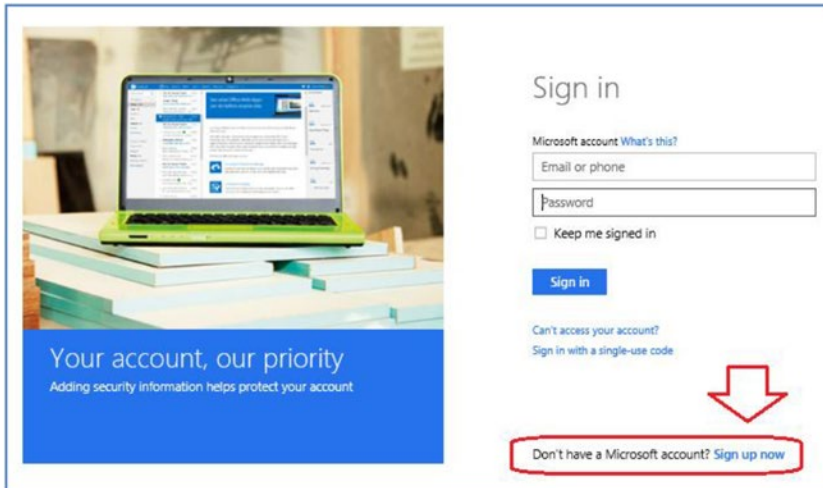 Your account, our priority
Adding security information helps protect your account
Sign in
Microsoft account What's this?
Email or phone
Password
Keep me signed in
Sign in
Can't access your account?
Sign in with a single-use code
Don't have a Microsoft account? Sign up now